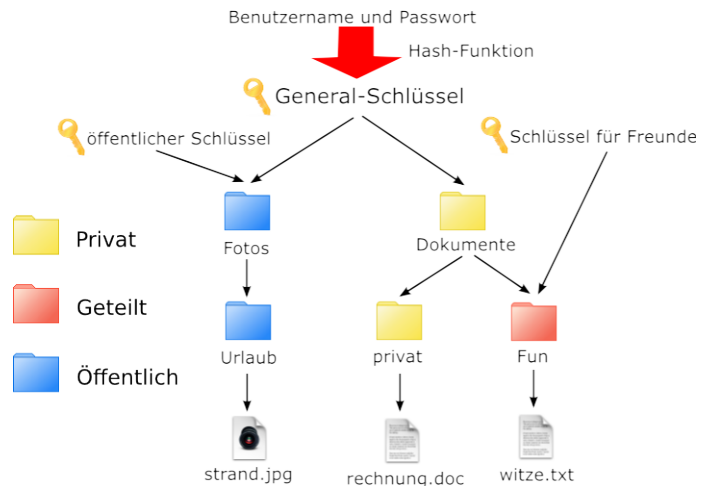 Benutzername und Passwort
Hash-Funktion
General-Schlüssel
öffentlicher Schlüssel
Schlüssel für Freunde
Privat
Geteilt
Öffentlich
Fotos
Dokumente
Urlaub
privat
Fun
strand.jpg
rechnung.doc
witze.txt